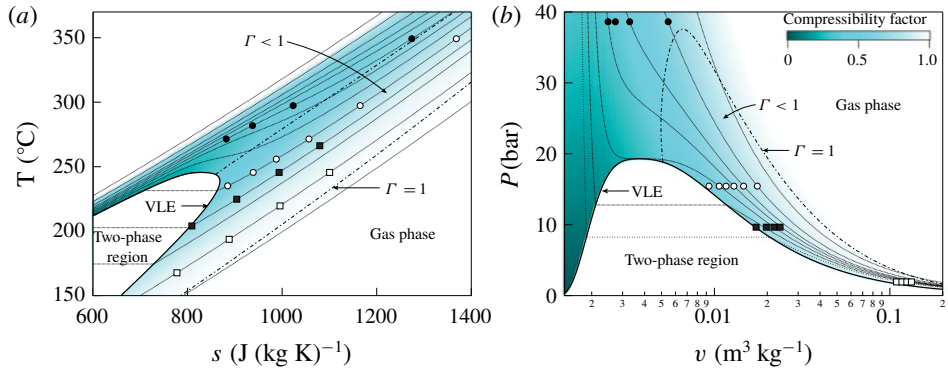 (a)
350
300
250
200
150
T (°C)
Γ < 1
VLE
Two-phase
region
Γ = 1
Gas phase
600
800
1000
1200
1400
s (J (kg K)⁻¹)
(b)
40
30
20
10
0
P (bar)
Compressibility factor
0
0.5
1.0
Γ < 1
Gas phase
Γ = 1
VLE
Two-phase region
2 3 4 5 6 7 8 9 2 3 4 5 6 7 8 9 2
0.01 0.1
v (m³ kg⁻¹)